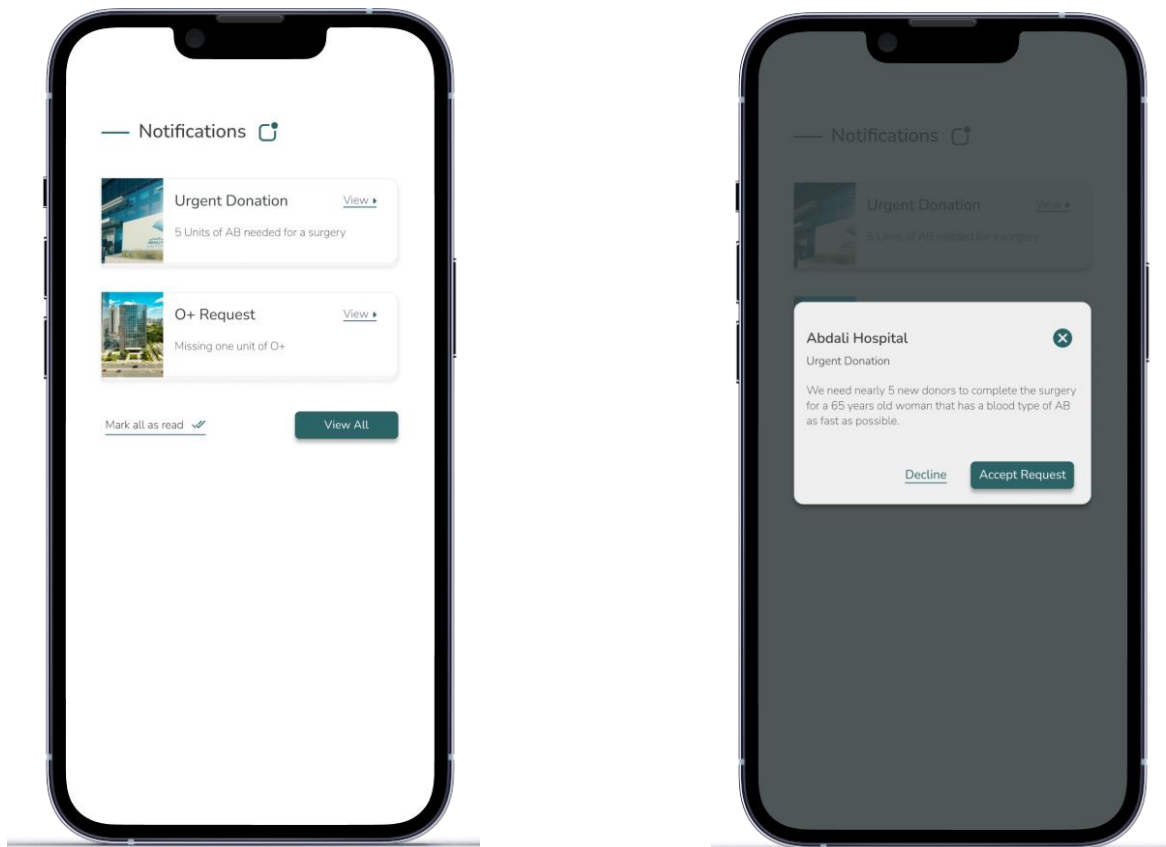 Notifications
Urgent Donation
View
5 Units of AB needed for a surgery
O+ Request
View
Missing one unit of O+
Mark all as read
View All
Notifications
Urgent Donation
View
5 Units of AB needed for a surgery
Abdali Hospital
Urgent Donation
We need nearly 5 new donors to complete the surgery
for a 65 years old woman that has a blood type of AB
as fast as possible.
Decline
Accept Request